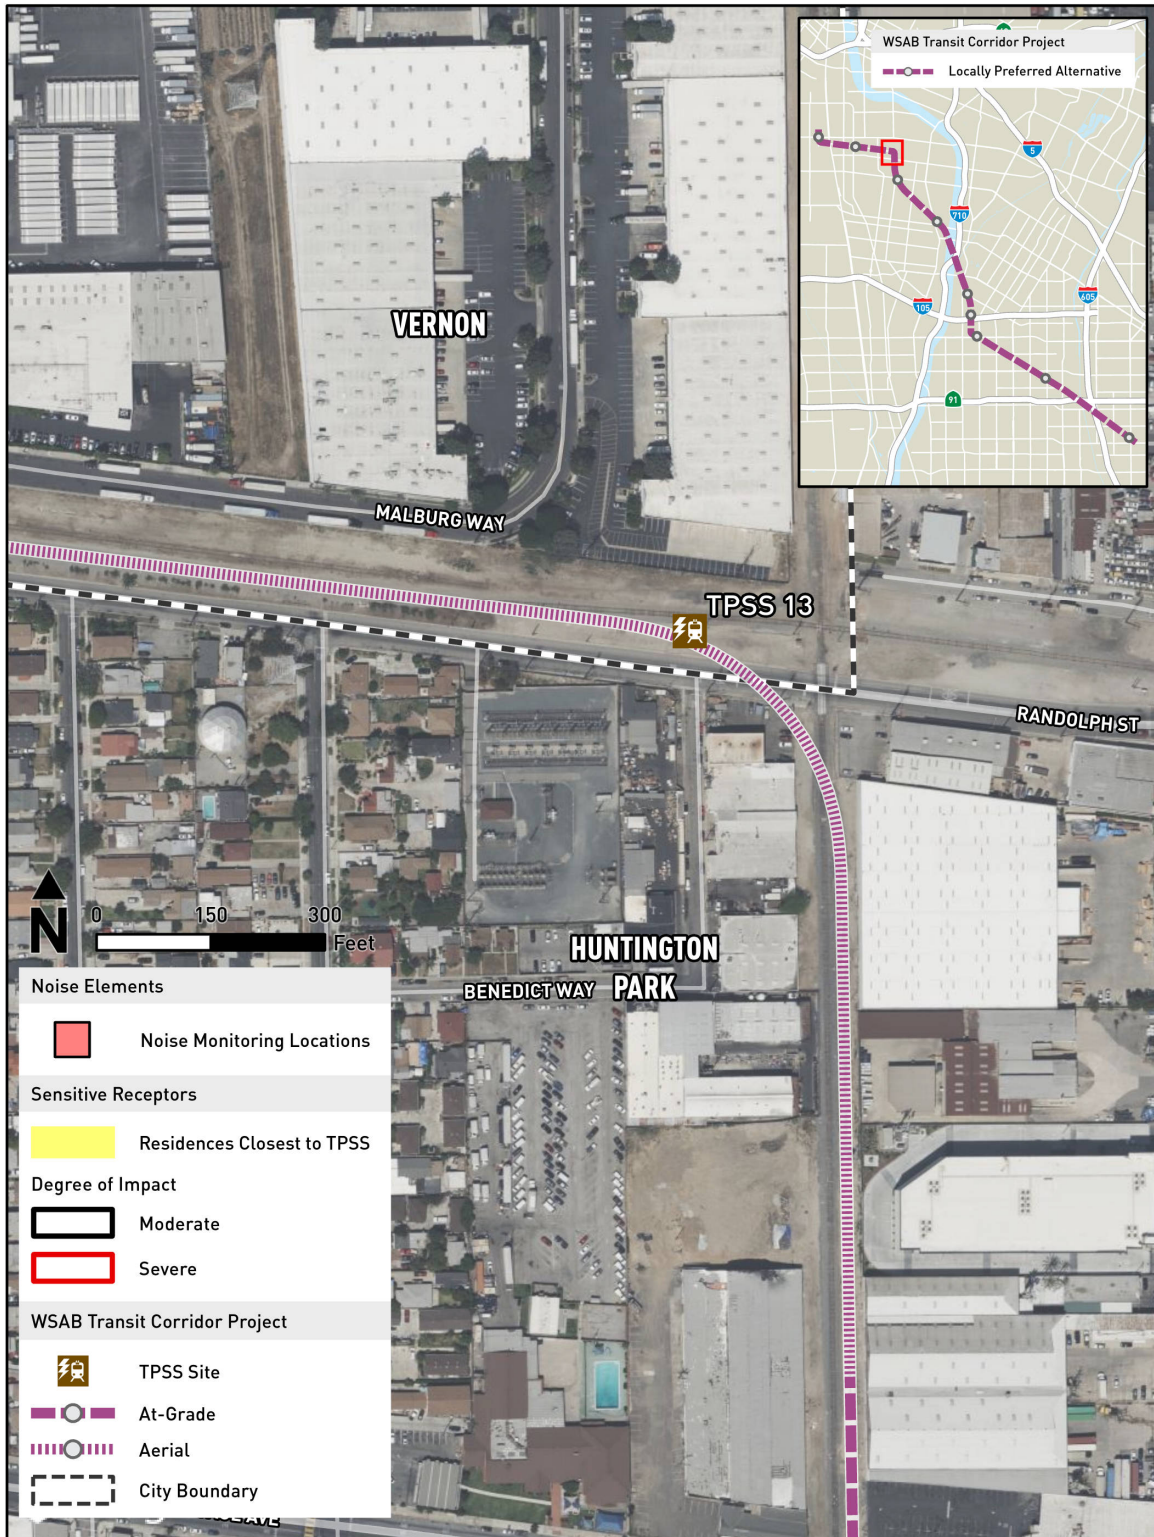 WSAB Transit Corridor Project
Locally Preferred Alternative
5
710
105
605
91
VERNON
MALBURG WAY
TPSS 13
RANDOLPH ST
N
0 150 300
Feet
HUNTINGTON
PARK
BENEDICT WAY
Noise Elements
Noise Monitoring Locations
Sensitive Receptors
Residences Closest to TPSS
Degree of Impact
Moderate
Severe
WSAB Transit Corridor Project
TPSS Site
At-Grade
Aerial
City Boundary
AVE